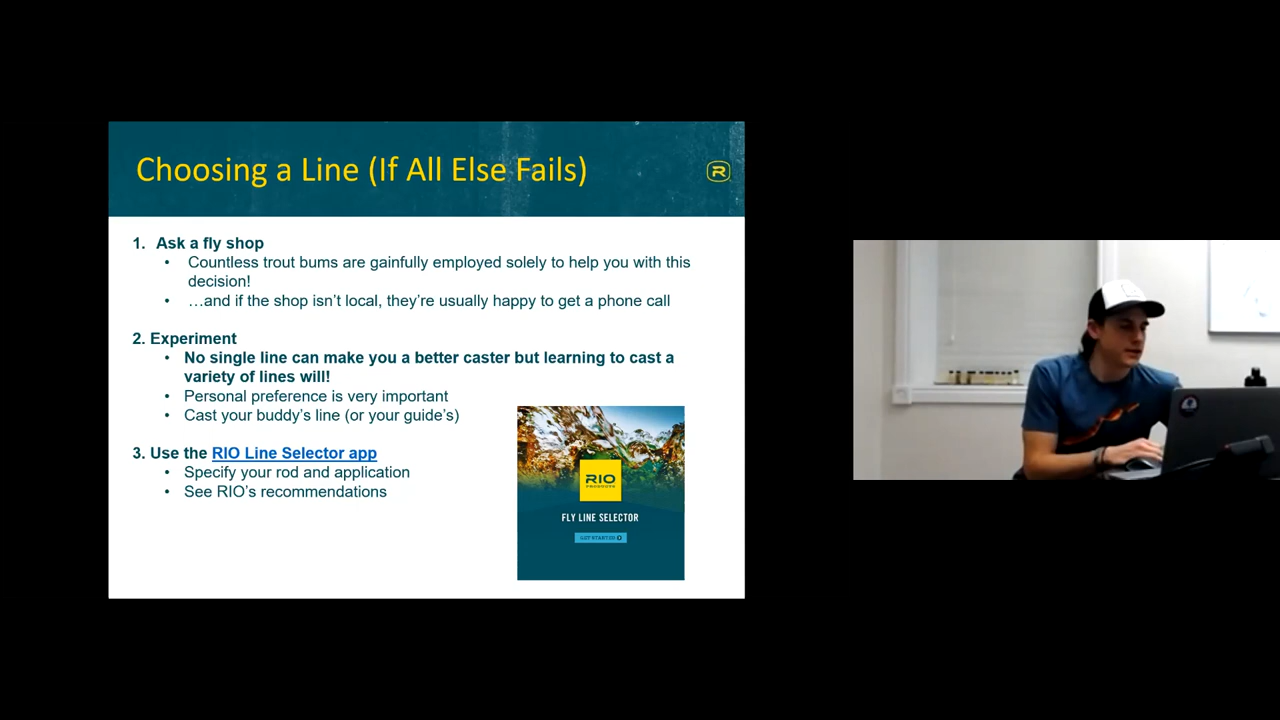 Choosing a Line (If All Else Fails)
R
1. Ask a fly shop
• Countless trout bums are gainfully employed solely to help you with this
decision!
• …and if the shop isn't local, they're usually happy to get a phone call
2. Experiment
• No single line can make you a better caster but learning to cast a
variety of lines will!
• Personal preference is very important
• Cast your buddy's line (or your guide's)
3. Use the RIO Line Selector app
• Specify your rod and application
• See RIO's recommendations
RIO
PRODUCTS
FLY LINE SELECTOR
GET STARTED